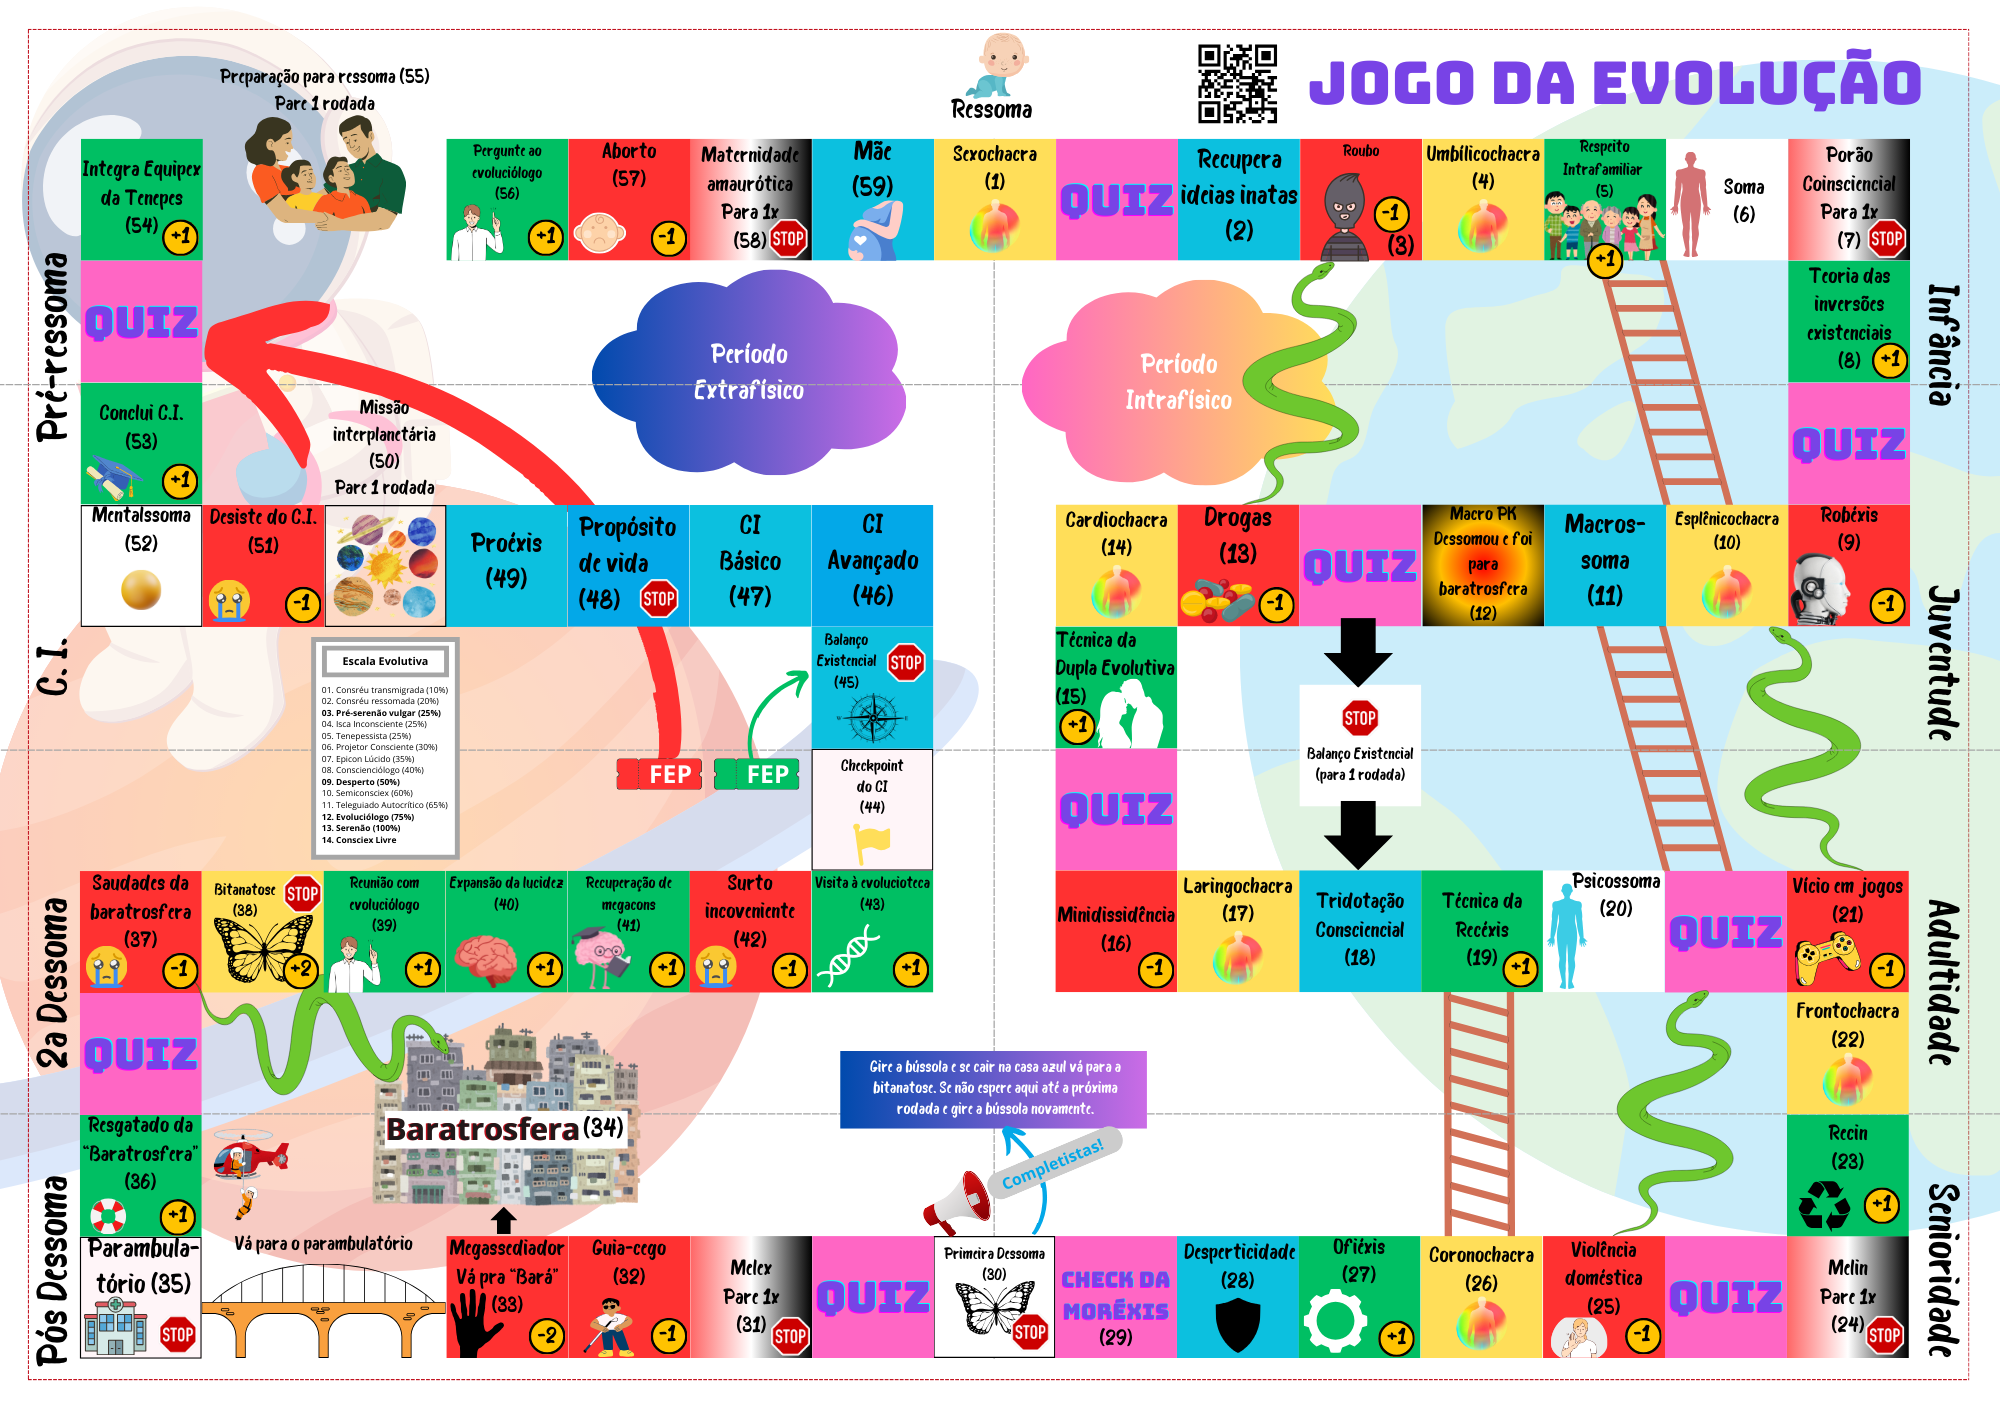 JOGO DA EVOLUÇÃO
Ressoma
Preparação para ressoma (55)
Pare 1 rodada
Integra Equipex
da Tenepes
(54)
+1
Pergunte ao
evoluciólogo
(56)
+1
Aborto
(57)
-1
Maternidade
amaurótica
Para 1x
(58)
STOP
Mãe
(59)
Sexochacra
(1)
QUIZ
Recupera
ideias inatas
(2)
Roubo
-1
(3)
Umbílicochacra
(4)
Respeito
Intrafamiliar
(5)
+1
Soma
(6)
Porão
Coinsciencial
Para 1x
(7)
STOP
Pré-ressoma
QUIZ
Período
Extrafísico
Período
Intrafísico
Teoria das
inversões
existenciais
(8)
+1
Infância
QUIZ
Conclui C.I.
(53)
+1
Missão
interplanetária
(50)
Pare 1 rodada
Mentalssoma
(52)
Desiste do C.I.
(51)
-1
Proéxis
(49)
Propósito
de vida
(48)
STOP
CI
Básico
(47)
CI
Avançado
(46)
Cardiochacra
(14)
Drogas
(13)
-1
QUIZ
Macro PK
Dessomou e foi
para
baratrosfera
(12)
Macros-
soma
(11)
Esplênicochacra
(10)
Robéxis
(9)
-1
C. I.
Juventude
Escala Evolutiva
01. Consréu transmigrada (10%)
02. Consréu ressomada (20%)
03. Pré-serenão vulgar (25%)
04. Isca Inconsciente (25%)
05. Tenepessista (25%)
06. Projetor Consciente (30%)
07. Epicon Lúcido (35%)
08. Conscienciólogo (40%)
09. Desperto (50%)
10. Semiconsciex (60%)
11. Teleguiado Autocrítico (65%)
12. Evoluciólogo (75%)
13. Serenão (100%)
14. Consciex Livre
FEP
FEP
Balanço
Existencial
(45)
STOP
Checkpoint
do CI
(44)
Técnica da
Dupla Evolutiva
(15)
+1
QUIZ
STOP
Balanço Existencial
(para 1 rodada)
2a Dessoma
Saudades da
baratrosfera
(37)
-1
Bitanatose
(38)
STOP
+2
Reunião com
evoluciólogo
(39)
+1
Expansão da lucidez
(40)
+1
Recuperação de
megacons
(41)
+1
Surto
incoveniente
(42)
-1
Visita à evolucioteca
(43)
+1
Minidissidência
(16)
-1
Laringochacra
(17)
Tridotação
Consciencial
(18)
Técnica da
Recéxis
(19)
+1
Psicossoma
(20)
QUIZ
Vício em jogos
(21)
-1
Adultidade
QUIZ
Baratrosfera (34)
Gire a bússola e se cair na casa azul vá para a
bitanatose. Se não espere aqui até a próxima
rodada e gire a bússola novamente.
Completistas!
Frontochacra
(22)
Resgatado da
"Baratrosfera"
(36)
+1
Recin
(23)
+1
Pós Dessoma
Parambula-
tório (35)
STOP
Vá para o parambulatório
Megassediador
Vá pra "Bará"
(33)
-2
Guia-cego
(32)
-1
Melex
Pare 1x
(31)
STOP
QUIZ
Primeira Dessoma
(30)
STOP
CHECK DA
MORÉXIS
(29)
Desperticidade
(28)
Ofiéxis
(27)
+1
Coronochacra
(26)
Violência
doméstica
(25)
-1
QUIZ
Melin
Pare 1x
(24)
STOP
Senioridade